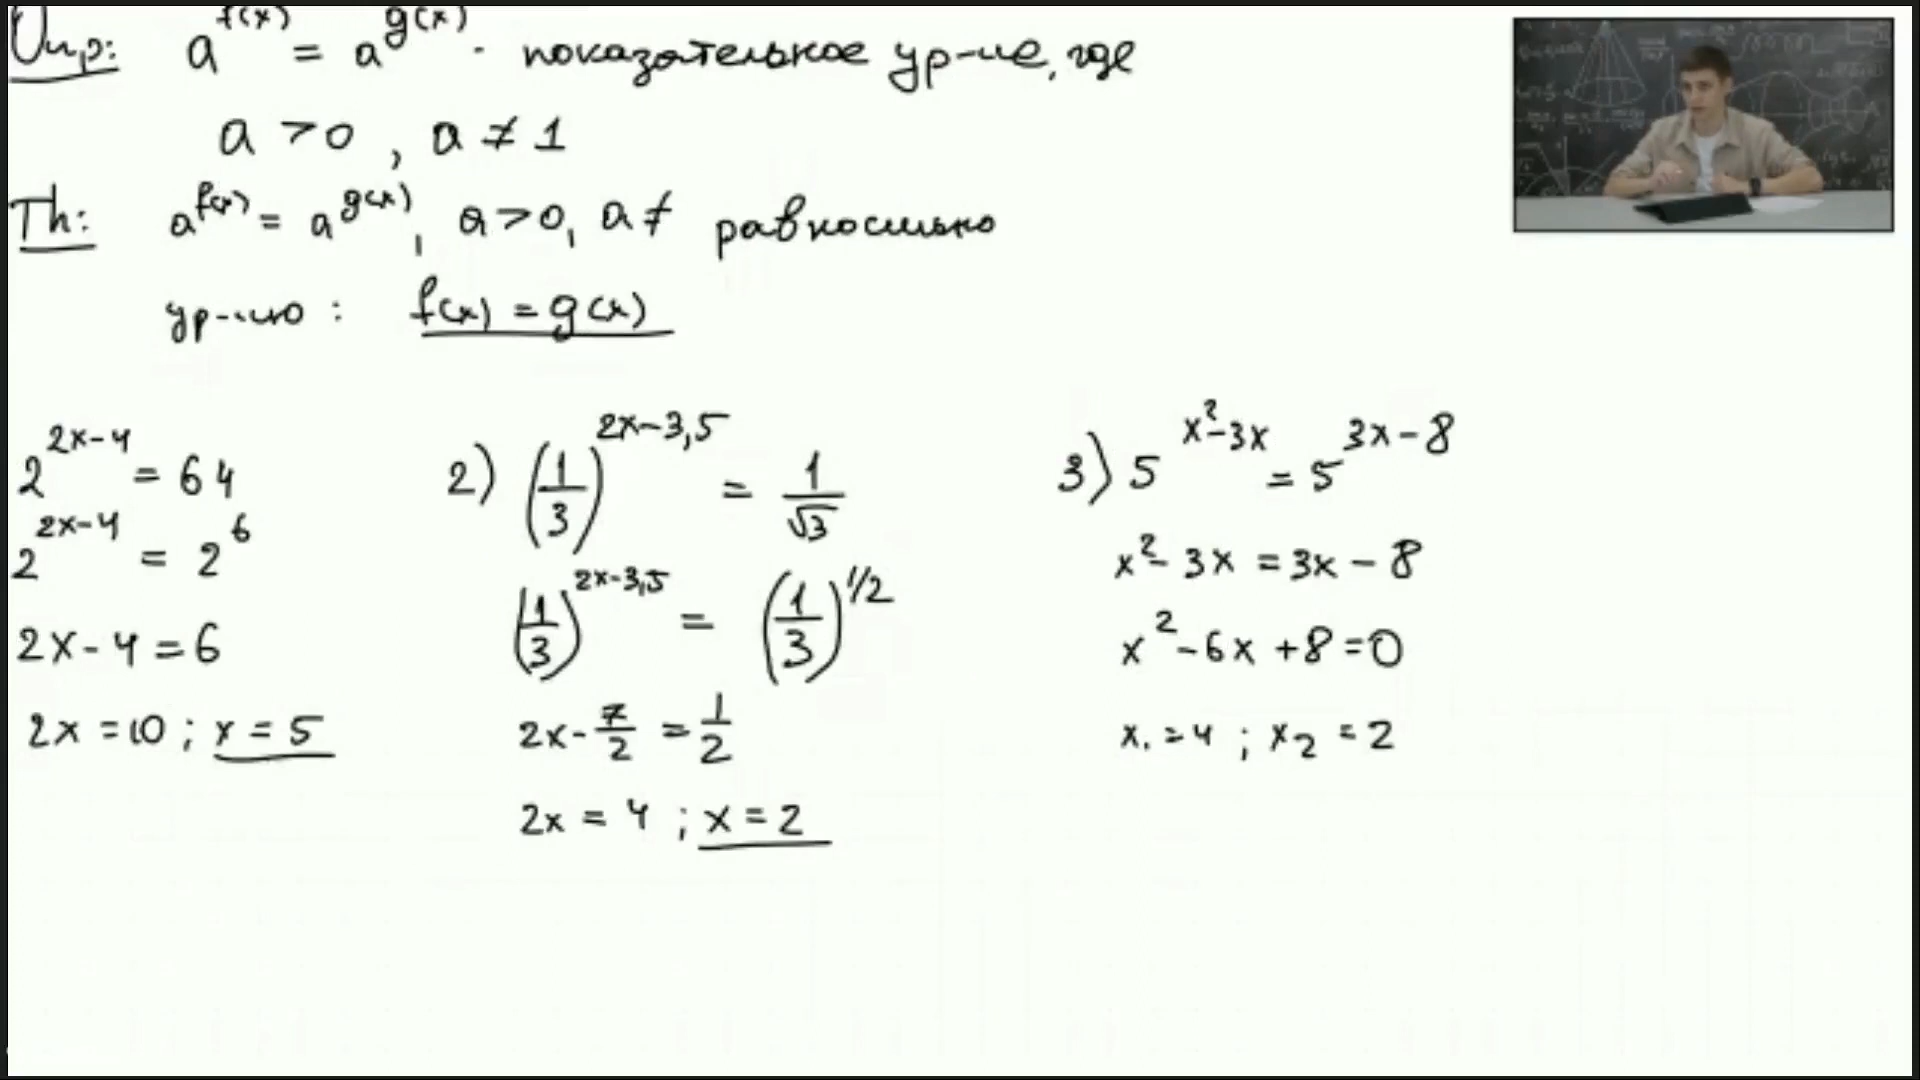 Опр: a^f(x) = a^g(x) - показательное ур-ие, где
a > 0, a ≠ 1
Th: a^f(x) = a^g(x), a > 0, a ≠ равносильно
ур-ию: f(x) = g(x)
2^(2x-4) = 64
2^(2x-4) = 2^6
2x - 4 = 6
2x = 10 ; x = 5
2) (1/3)^(2x-3,5) = 1/√3
(1/3)^(2x-3,5) = (1/3)^(1/2)
2x - 7/2 = 1/2
2x = 4 ; x = 2
3) 5^(x²-3x) = 5^(3x-8)
x² - 3x = 3x - 8
x² - 6x + 8 = 0
x₁ = 4 ; x₂ = 2